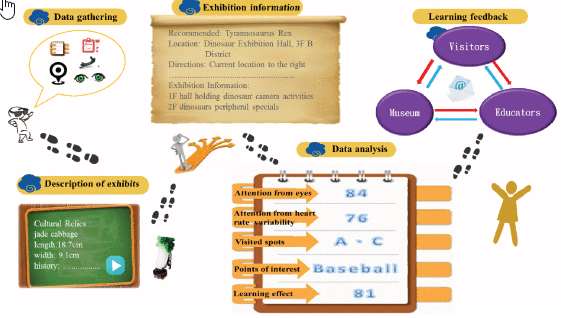 Data gathering
Exhibition information
Recommended: Tyrannosaurus Rex
Location: Dinosaur Exhibition Hall, 3F B
District
Directions: Current location to the right
Exhibition Information:
1F hall holding dinosaur camera activities
2F dinosaurs peripheral specials
Learning feedback
Visitors
Museum
Educators
Description of exhibits
Cultural Relics
jade cabbage
length 18.7cm
width: 9.1cm
history: ..................
Data analysis
Attention from eyes 84
Attention from heart
rate variability 76
Visited spots A - C
Points of interest Baseball
Learning effect 81